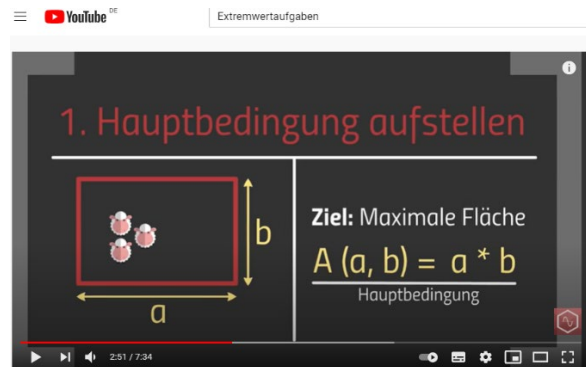 YouTube DE
Extremwertaufgaben
1. Hauptbedingung aufstellen
b
a
Ziel: Maximale Fläche
A (a, b) = a * b
Hauptbedingung
2:51 / 7:34